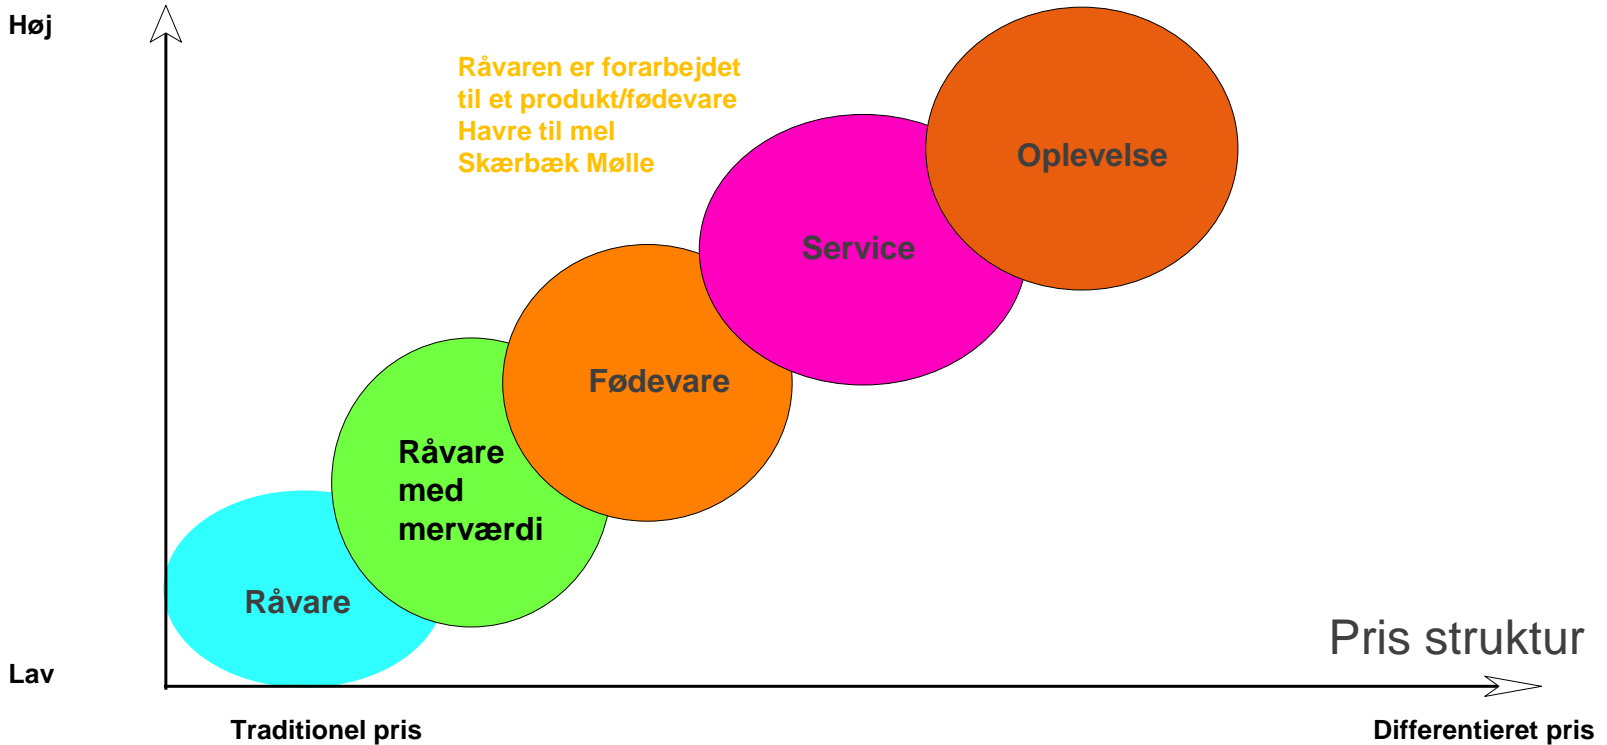 Høj
Råvaren er forarbejdet
til et produkt/fødevare
Havre til mel
Skærbæk Mølle
Oplevelse
Service
Fødevare
Råvare
med
merværdi
Råvare
Pris struktur
Lav
Traditionel pris
Differentieret pris